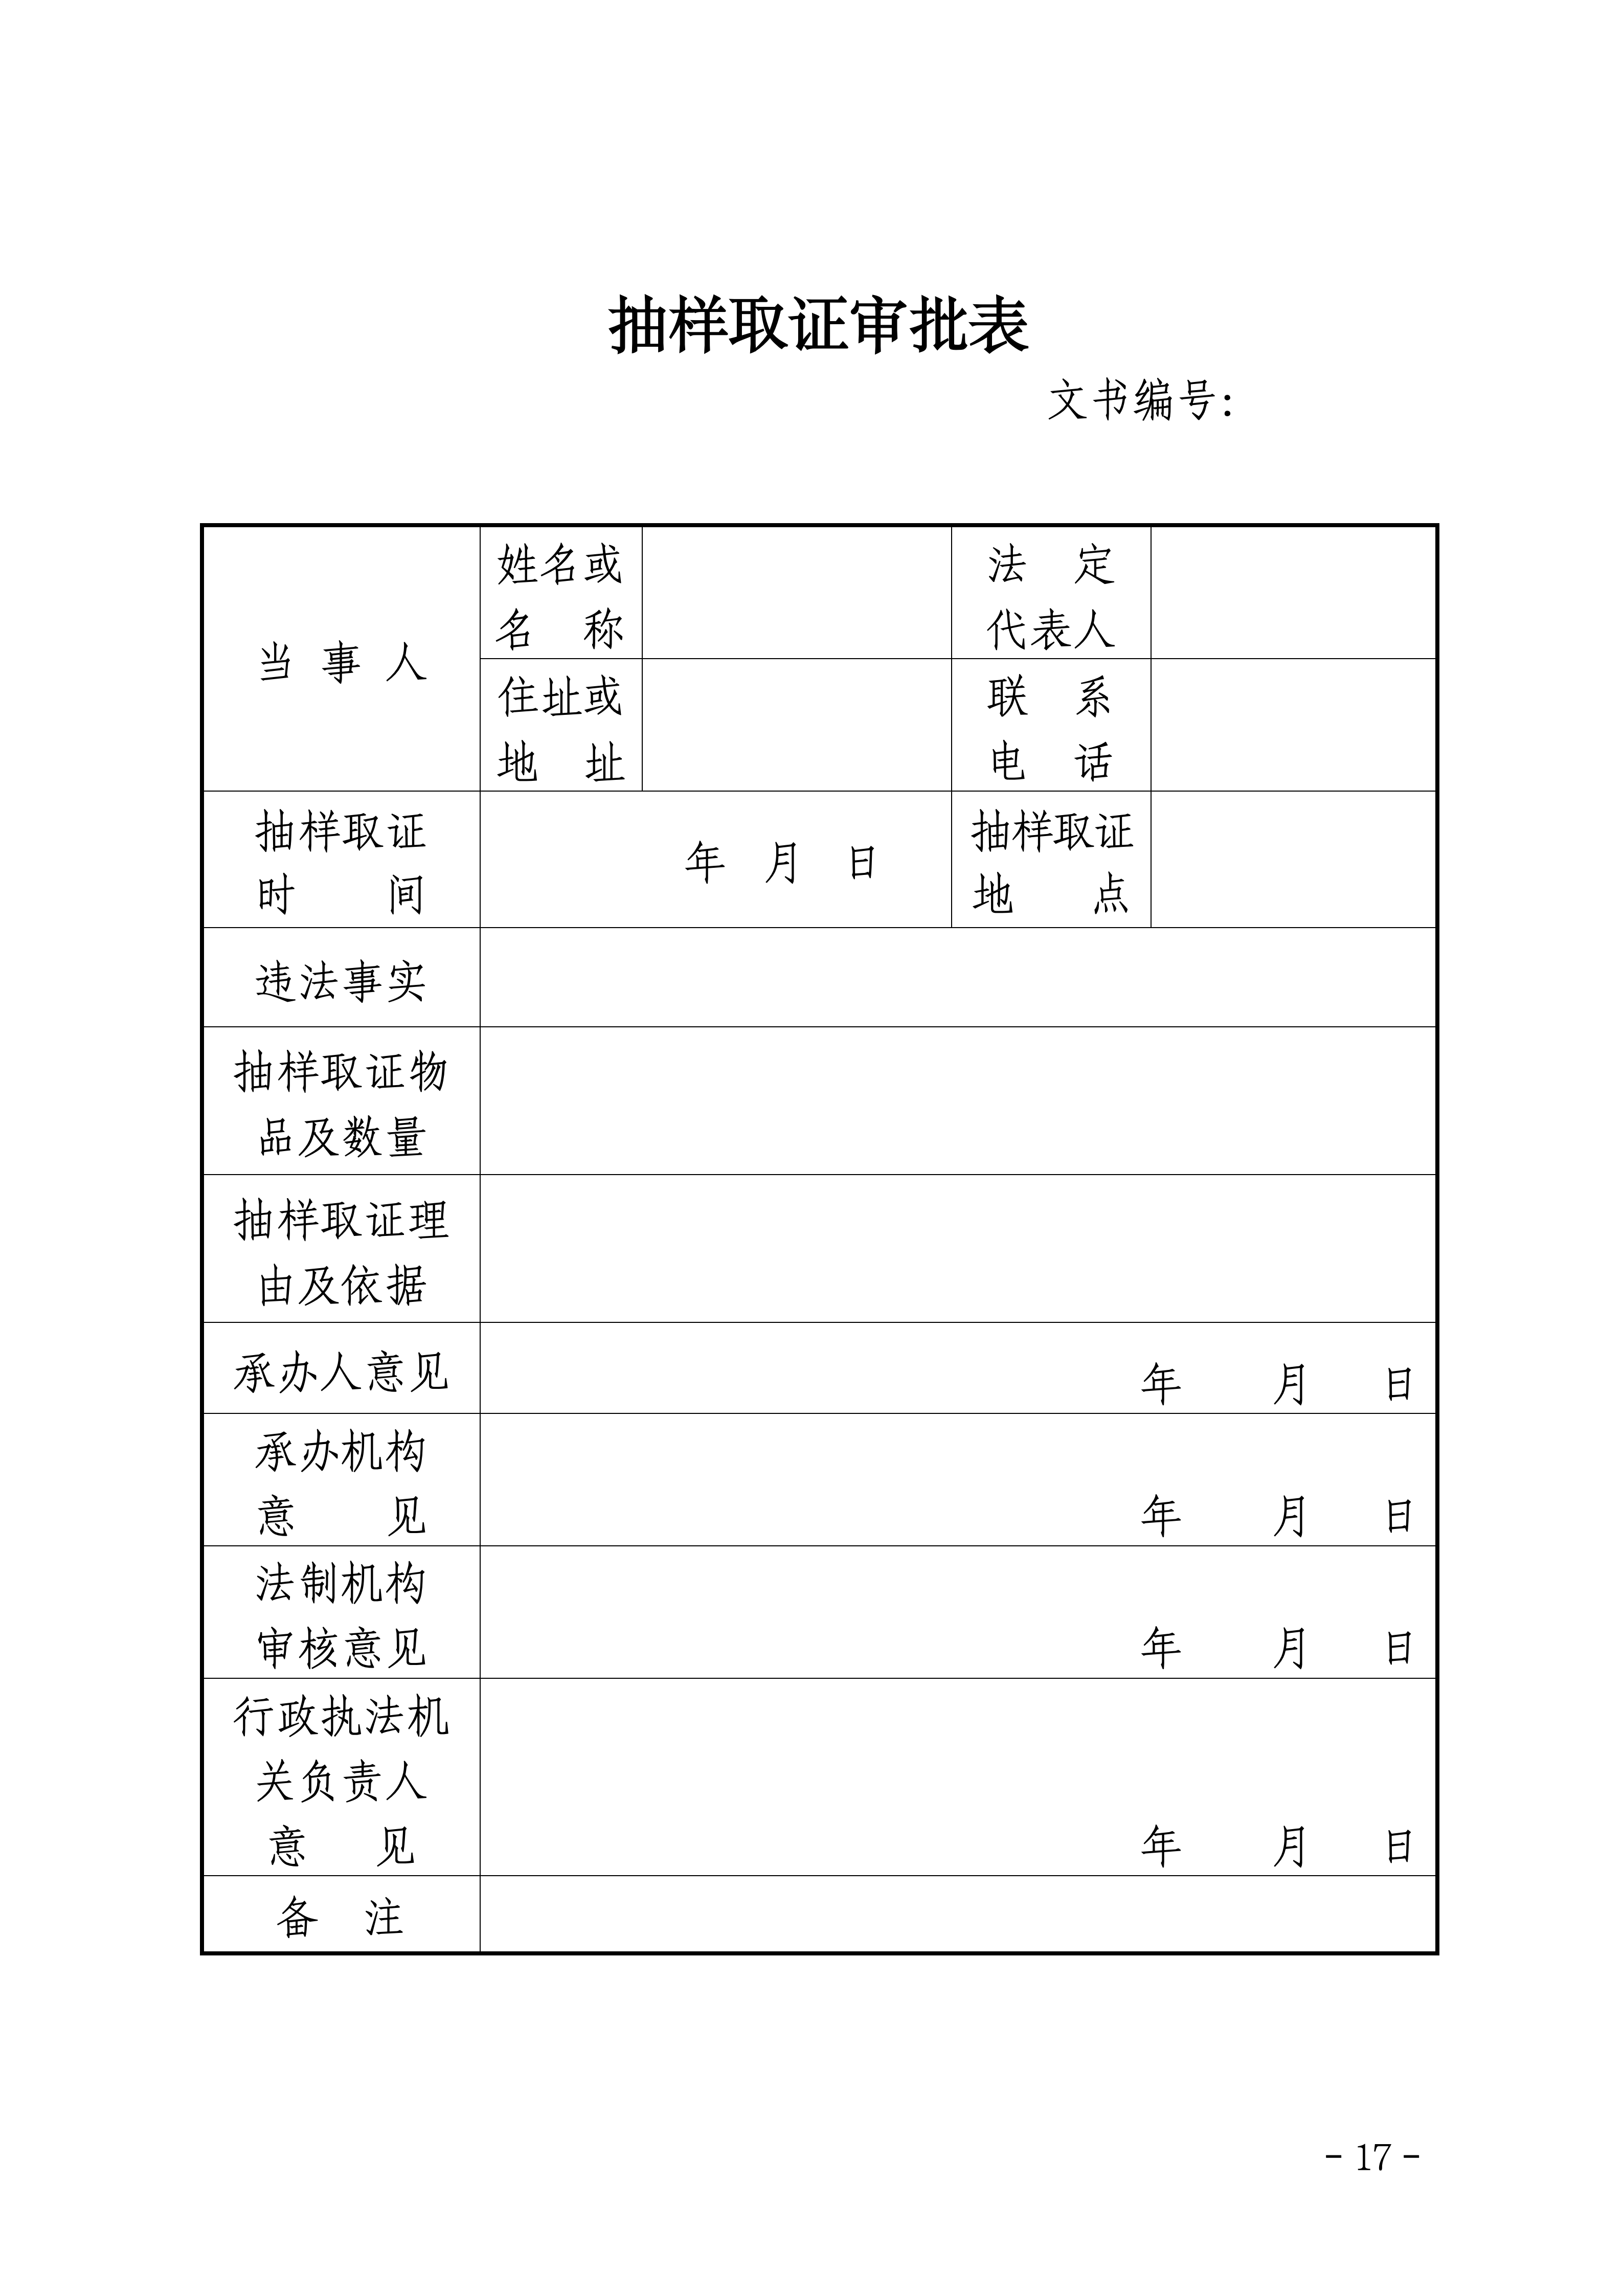 抽样取证审批表
文书编号:
当 事 人
姓名或
名 称
法 定
代表人
住址或
地 址
联 系
电 话
抽样取证
时 间
年 月 日
抽样取证
地 点
违法事实
抽样取证物
品及数量
抽样取证理
由及依据
承办人意见
年 月 日
承办机构
意 见
年 月 日
法制机构
审核意见
年 月 日
行政执法机
关负责人
意 见
年 月 日
备 注
- 17 -